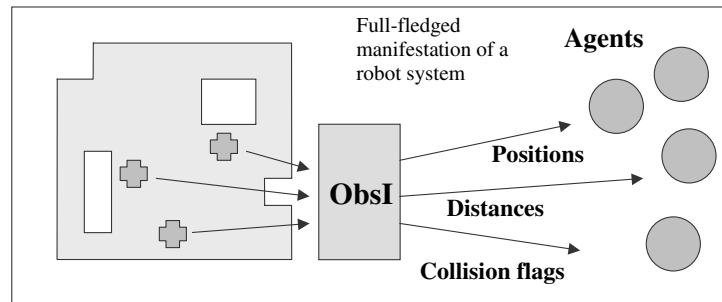 Full-fledged
manifestation of a
robot system
Agents
ObsI
Positions
Distances
Collision flags